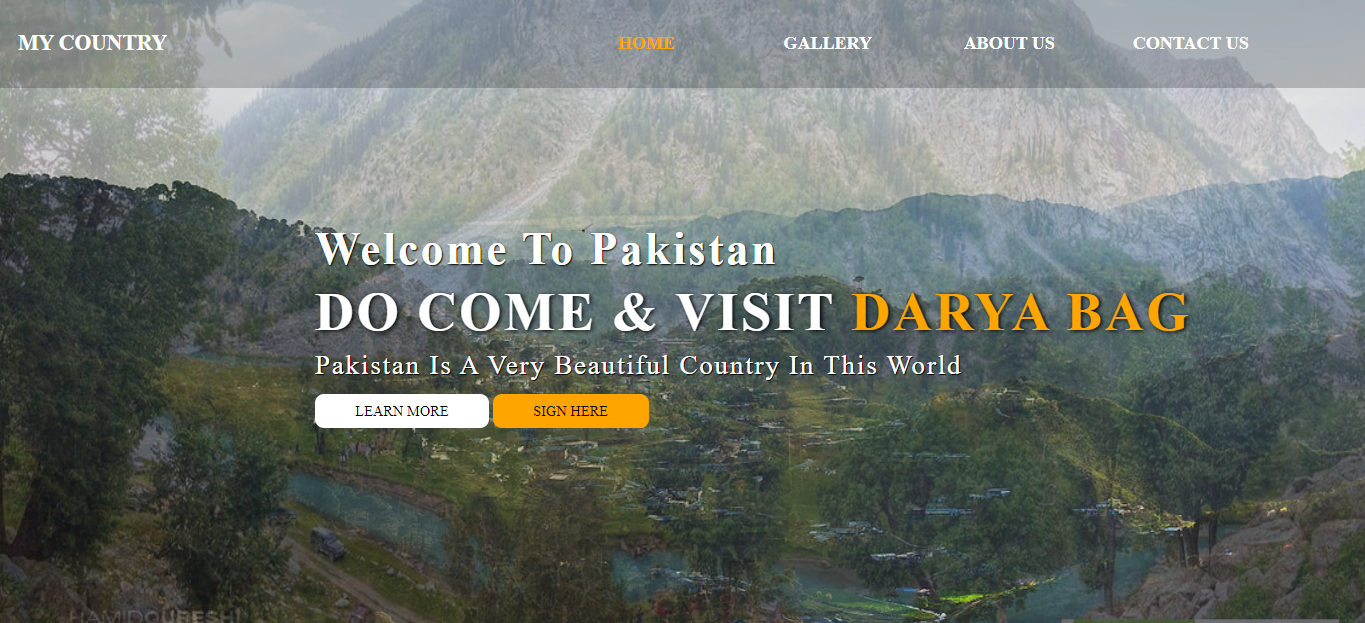 MY COUNTRY
HOME
GALLERY
ABOUT US
CONTACT US
Welcome To Pakistan
DO COME & VISIT DARYA BAG
Pakistan Is A Very Beautiful Country In This World
LEARN MORE
SIGN HERE
HAMIDQURESHI